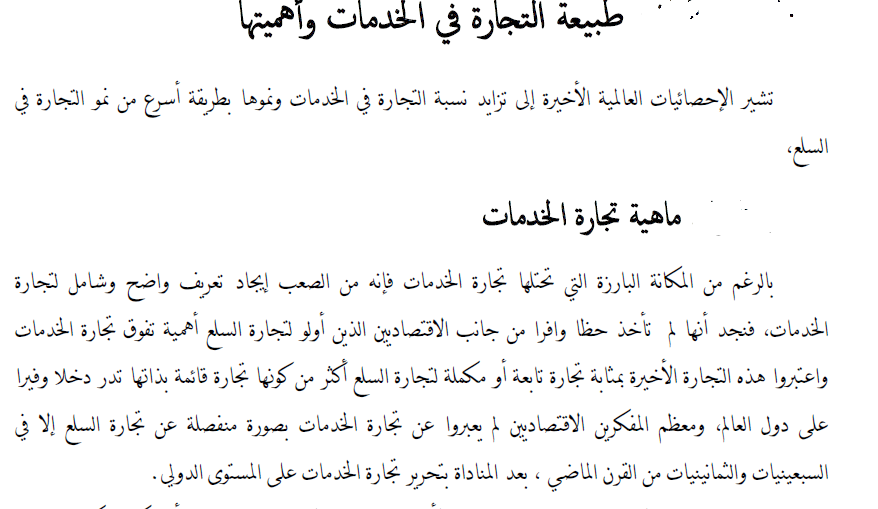 طبيعة التجارة في الخدمات وأهميتها
تشير الإحصائيات العالمية الأخيرة إلى تزايد نسبة التجارة في الخدمات ونموها بطريقة أسرع من نمو التجارة في
السلع،
ماهية تجارة الخدمات
بالرغم من المكانة البارزة التي تحتلها تجارة الخدمات فإنه من الصعب إيجاد تعريف واضح وشامل لتجارة
الخدمات، فنجد أنها لم تأخذ حظا وافرا من جانب الاقتصاديين الذين أولو لتجارة السلع أهمية تفوق تجارة الخدمات
واعتبروا هذه التجارة الأخيرة بمثابة تجارة تابعة أو مكملة لتجارة السلع أكثر من كونها تجارة قائمة بذاتها تدر دخلا وفيرا
على دول العالم، ومعظم المفكرين الاقتصاديين لم يعبروا عن تجارة الخدمات بصورة منفصلة عن تجارة السلع إلا في
السبعينيات والثمانينيات من القرن الماضي ، بعد المناداة بتحرير تجارة الخدمات على المستوى الدولي.